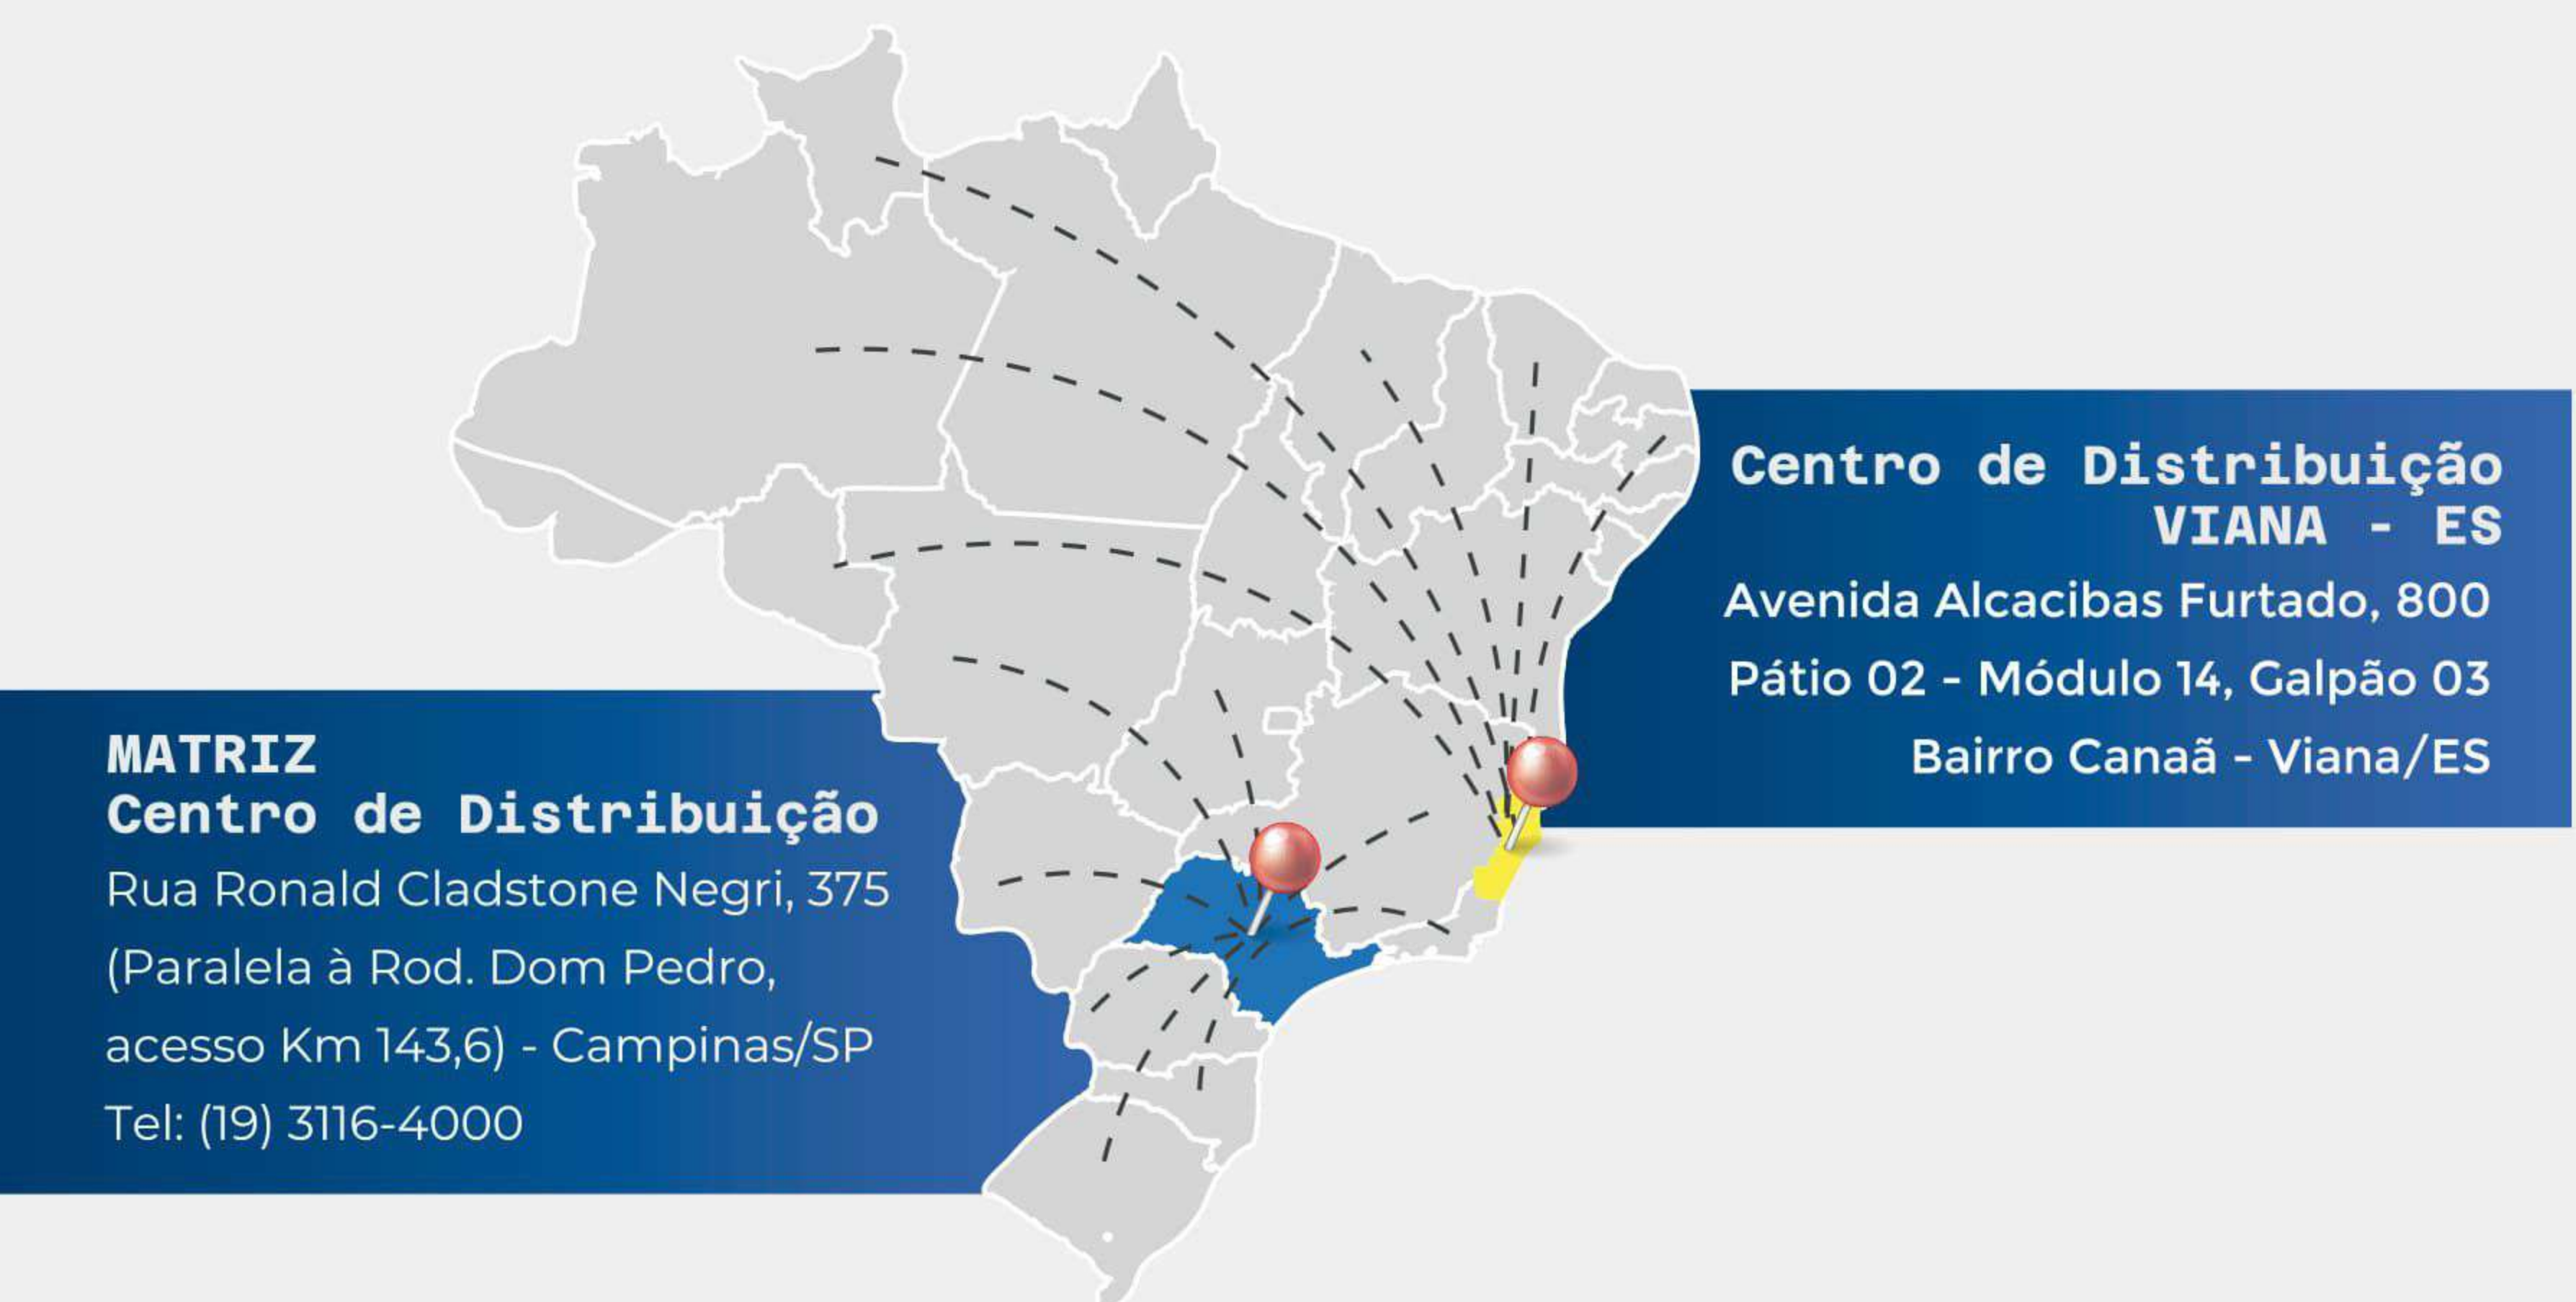 Centro de Distribuição
VIANA - ES
Avenida Alcacibas Furtado, 800
Pátio 02 - Módulo 14, Galpão 03
Bairro Canaã - Viana/ES
MATRIZ
Centro de Distribuição
Rua Ronald Cladstone Negri, 375
(Paralela à Rod. Dom Pedro,
acesso Km 143,6) - Campinas/SP
Tel: (19) 3116-4000